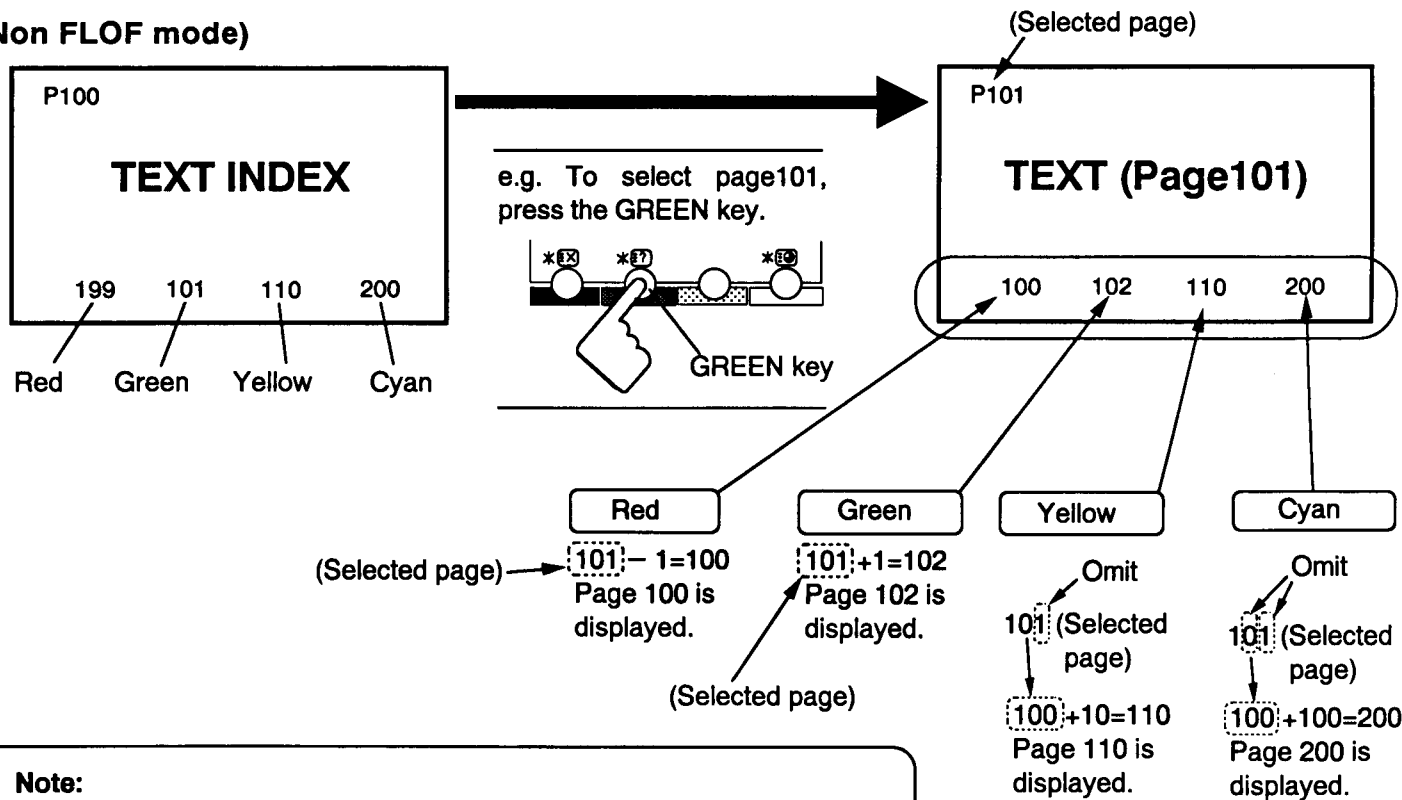 (Selected page)
Non FLOF mode)
P100
TEXT INDEX
199 101 110 200
Red Green Yellow Cyan
e.g. To select page101,
press the GREEN key.
GREEN key
P101
TEXT (Page101)
100 102 110 200
Red
(Selected page)
101 – 1=100
Page 100 is
displayed.
Green
101 +1=102
Page 102 is
displayed.
(Selected page)
Yellow
Omit
101 (Selected
page)
100 +10=110
Page 110 is
displayed.
Cyan
Omit
101 (Selected
page)
100 +100=200
Page 200 is
displayed.
Note: